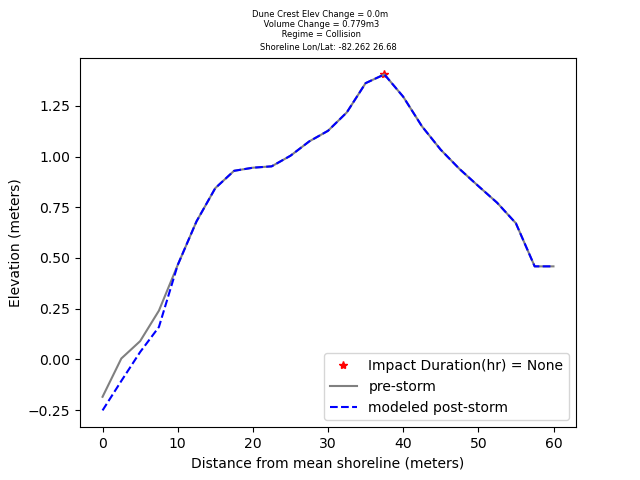 Dune Crest Elev Change = 0.0m
Volume Change = 0.779m3
Regime = Collision
Shoreline Lon/Lat: -82.262 26.68
1.25
1.00
0.75
0.50
0.25
0.00
−0.25
Elevation (meters)
Impact Duration(hr) = None
pre-storm
modeled post-storm
0 10 20 30 40 50 60
Distance from mean shoreline (meters)